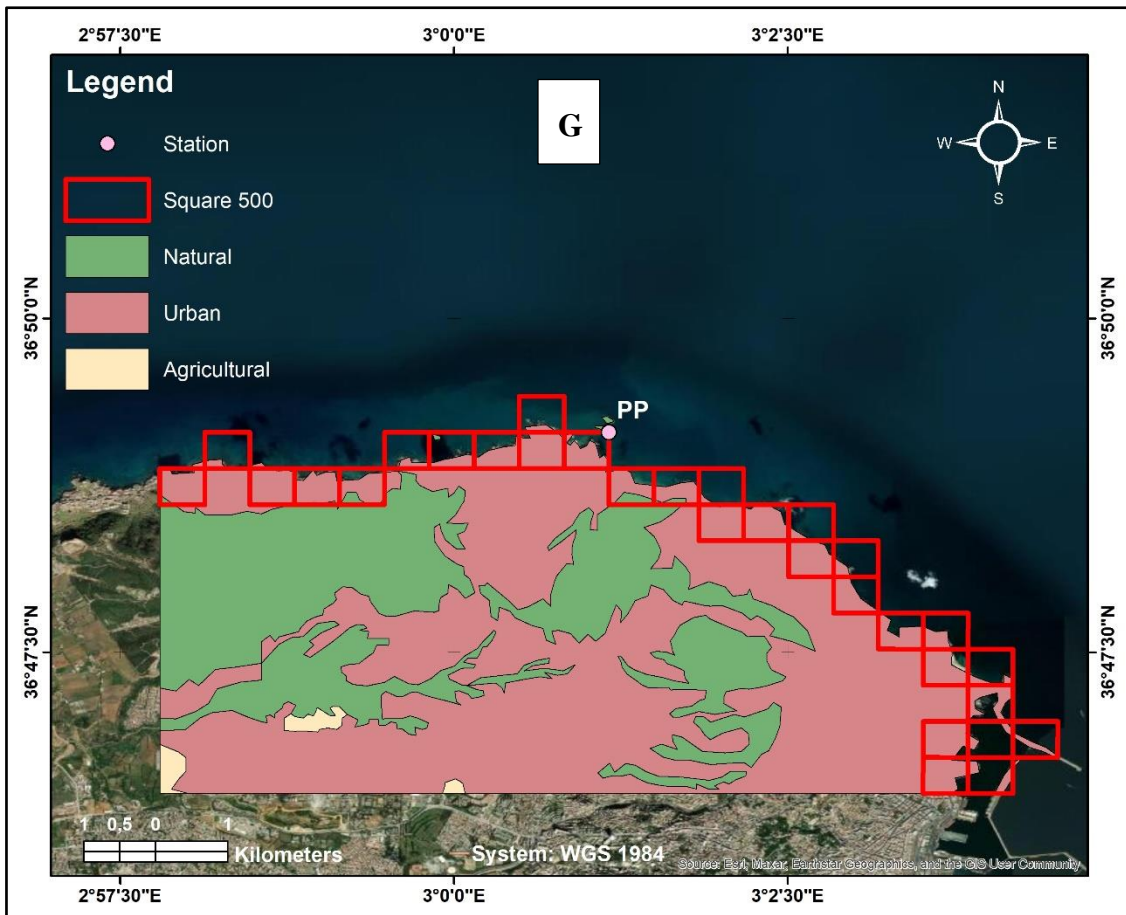 2°57'30"E 3°0'0"E 3°2'30"E
Legend
G
N
W E
S
Station
Square 500
Natural
Urban
Agricultural
36°50'0"N 36°50'0"N
PP
36°47'30"N 36°47'30"N
1 0,5 0 1
Kilometers
System: WGS 1984
Source: Esri, Maxar, Earthstar Geographics, and the GIS User Community
2°57'30"E 3°0'0"E 3°2'30"E